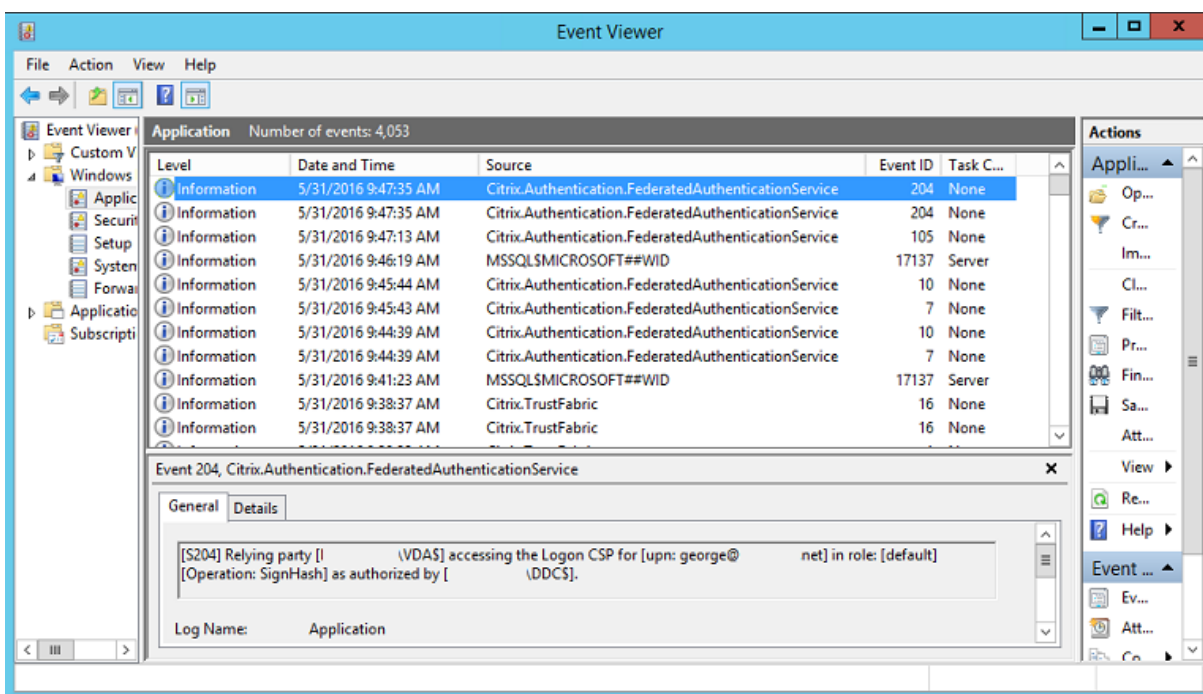 Event Viewer
File Action View Help
Event Viewer
Custom V
Windows
Applic
Securit
Setup
System
Forwar
Applicatio
Subscripti
Application Number of events: 4,053
Level Date and Time Source Event ID Task C...
Information 5/31/2016 9:47:35 AM Citrix.Authentication.FederatedAuthenticationService 204 None
Information 5/31/2016 9:47:35 AM Citrix.Authentication.FederatedAuthenticationService 204 None
Information 5/31/2016 9:47:13 AM Citrix.Authentication.FederatedAuthenticationService 105 None
Information 5/31/2016 9:46:19 AM MSSQL$MICROSOFT##WID 17137 Server
Information 5/31/2016 9:45:44 AM Citrix.Authentication.FederatedAuthenticationService 10 None
Information 5/31/2016 9:45:43 AM Citrix.Authentication.FederatedAuthenticationService 7 None
Information 5/31/2016 9:44:39 AM Citrix.Authentication.FederatedAuthenticationService 10 None
Information 5/31/2016 9:44:39 AM Citrix.Authentication.FederatedAuthenticationService 7 None
Information 5/31/2016 9:41:23 AM MSSQL$MICROSOFT##WID 17137 Server
Information 5/31/2016 9:38:37 AM Citrix.TrustFabric 16 None
Information 5/31/2016 9:38:37 AM Citrix.TrustFabric 16 None
Event 204, Citrix.Authentication.FederatedAuthenticationService
General Details
[S204] Relying party [ \VDA$] accessing the Logon CSP for [upn: george@ net] in role: [default]
[Operation: SignHash] as authorized by [ \DDC$].
Log Name: Application
Actions
Appli...
Op...
Cr...
Im...
Cl...
Filt...
Pr...
Fin...
Sa...
Att...
View
Re...
Help
Event ...
Ev...
Att...
Co...